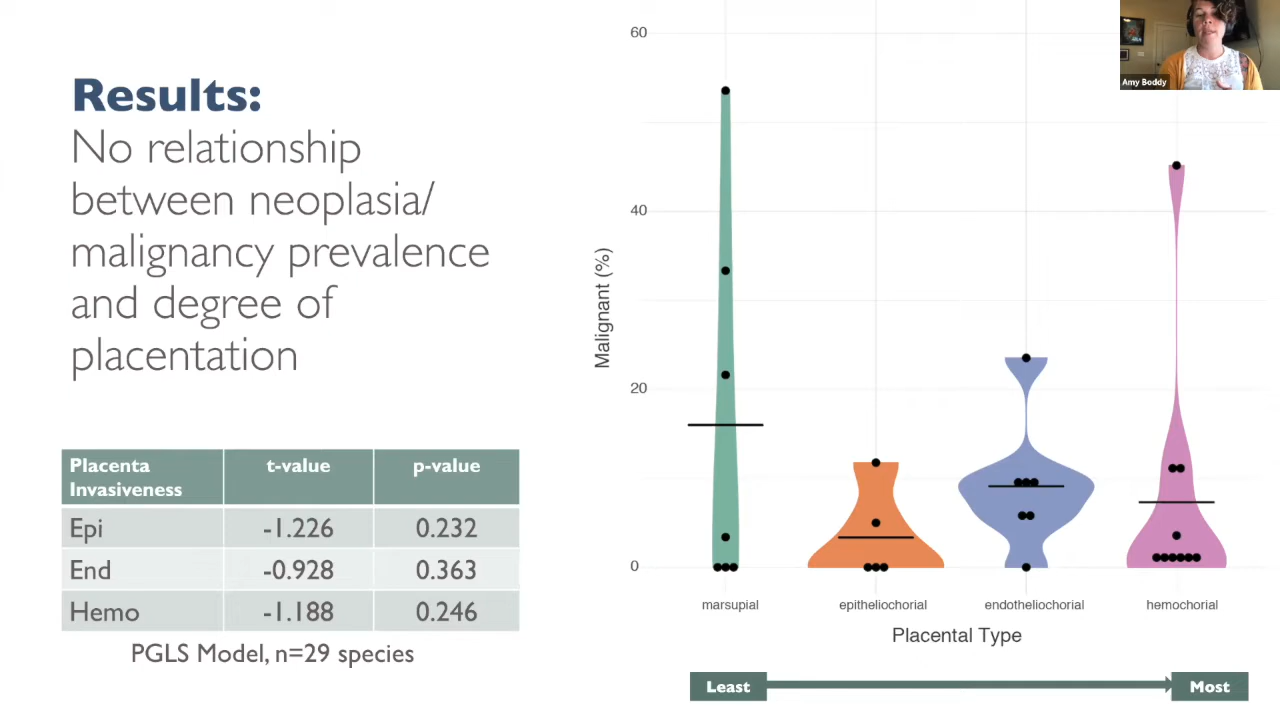 Results:
No relationship
between neoplasia/
malignancy prevalence
and degree of
placentation
Placenta Invasiveness t-value p-value
Epi -1.226 0.232
End -0.928 0.363
Hemo -1.188 0.246
PGLS Model, n=29 species
60
40
20
0
Malignant (%)
marsupial epitheliochorial endotheliochorial hemochorial
Placental Type
Least Most
Amy Boddy